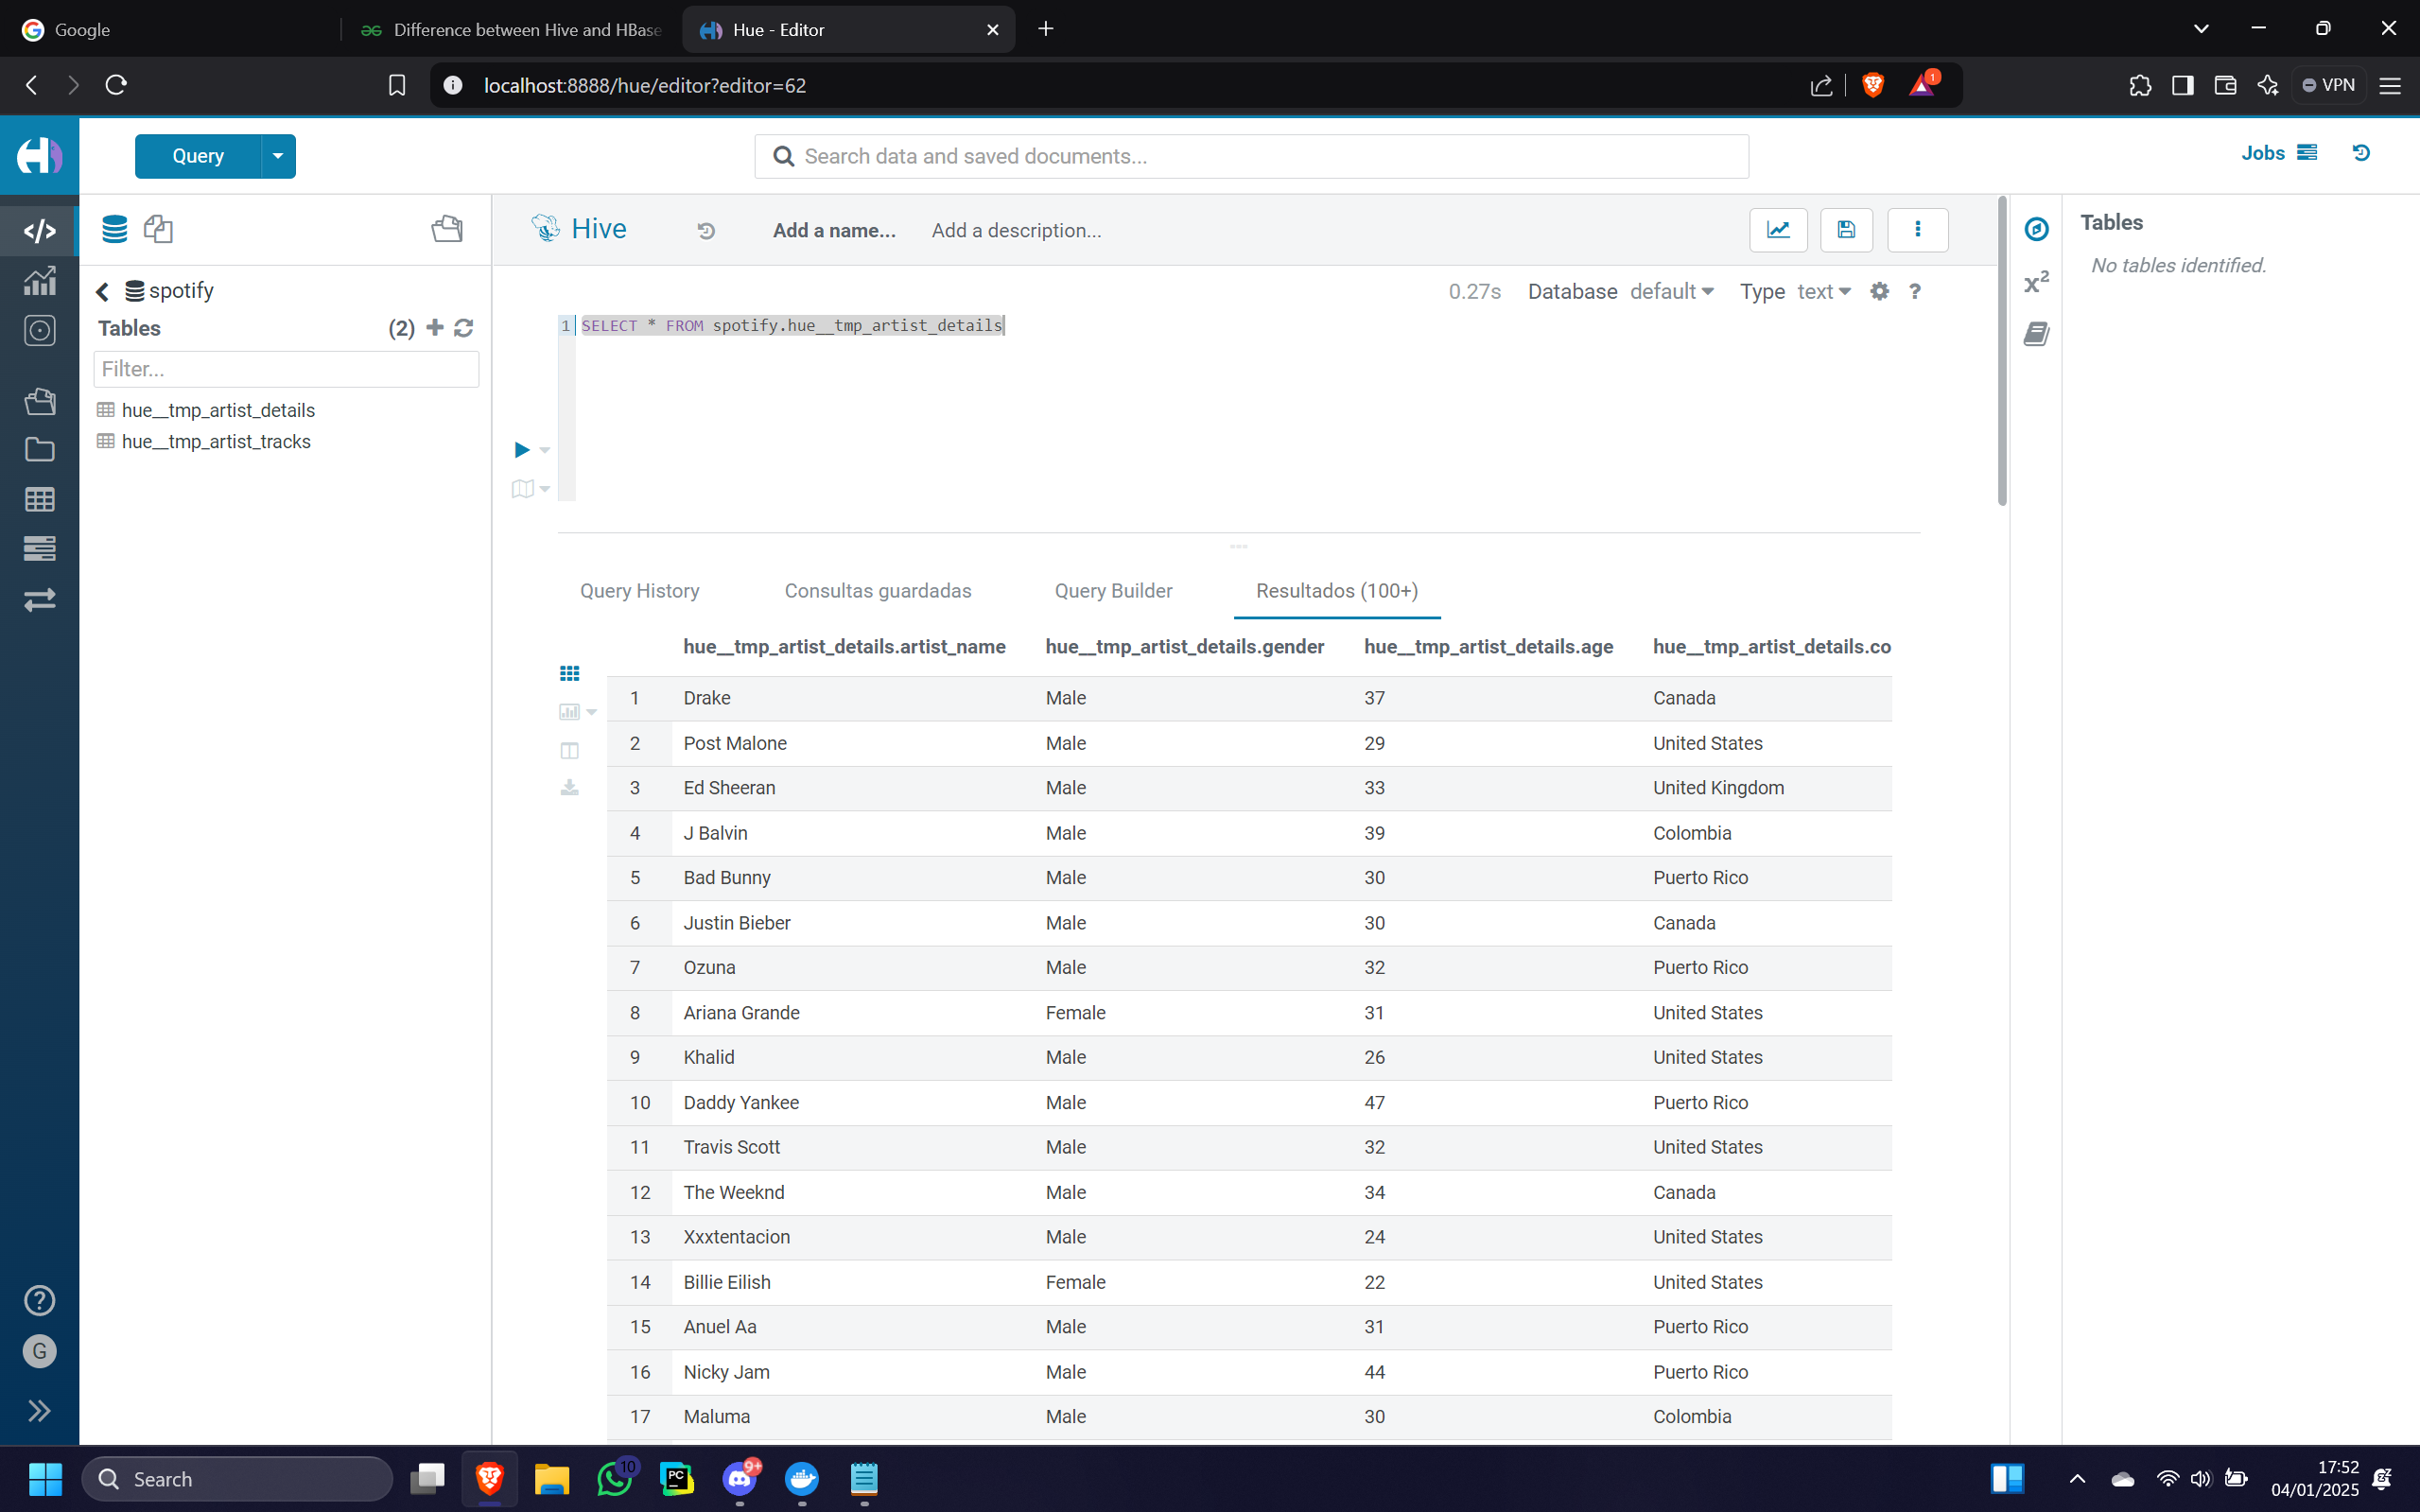 Google
Difference between Hive and HBase
Hue - Editor
localhost:8888/hue/editor?editor=62
1
VPN
Query
Search data and saved documents...
Jobs
Hive
Add a name...
Add a description...
Tables
No tables identified.
spotify
Tables
(2)
Filter...
hue__tmp_artist_details
hue__tmp_artist_tracks
0.27s
Database default
Type text
?
x²
1
SELECT * FROM spotify.hue__tmp_artist_details
Query History
Consultas guardadas
Query Builder
Resultados (100+)
hue__tmp_artist_details.artist_name hue__tmp_artist_details.gender hue__tmp_artist_details.age hue__tmp_artist_details.co
1 Drake Male 37 Canada
2 Post Malone Male 29 United States
3 Ed Sheeran Male 33 United Kingdom
4 J Balvin Male 39 Colombia
5 Bad Bunny Male 30 Puerto Rico
6 Justin Bieber Male 30 Canada
7 Ozuna Male 32 Puerto Rico
8 Ariana Grande Female 31 United States
9 Khalid Male 26 United States
10 Daddy Yankee Male 47 Puerto Rico
11 Travis Scott Male 32 United States
12 The Weeknd Male 34 Canada
13 Xxxtentacion Male 24 United States
14 Billie Eilish Female 22 United States
15 Anuel Aa Male 31 Puerto Rico
16 Nicky Jam Male 44 Puerto Rico
17 Maluma Male 30 Colombia
?
G
Search
10
PC
9+
17:52
04/01/2025